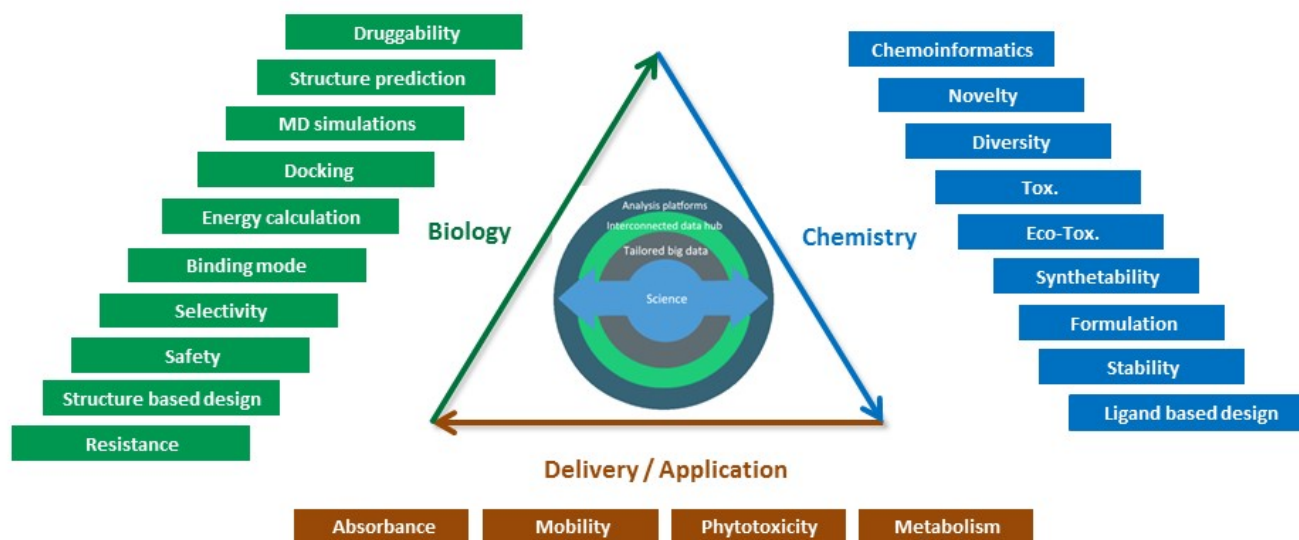 Druggability
Structure prediction
MD simulations
Docking
Energy calculation
Binding mode
Selectivity
Safety
Structure based design
Resistance
Biology
Analysis platforms
Interconnected data hub
Tailored big data
Science
Chemistry
Chemoinformatics
Novelty
Diversity
Tox.
Eco-Tox.
Synthetability
Formulation
Stability
Ligand based design
Delivery / Application
Absorbance
Mobility
Phytotoxicity
Metabolism